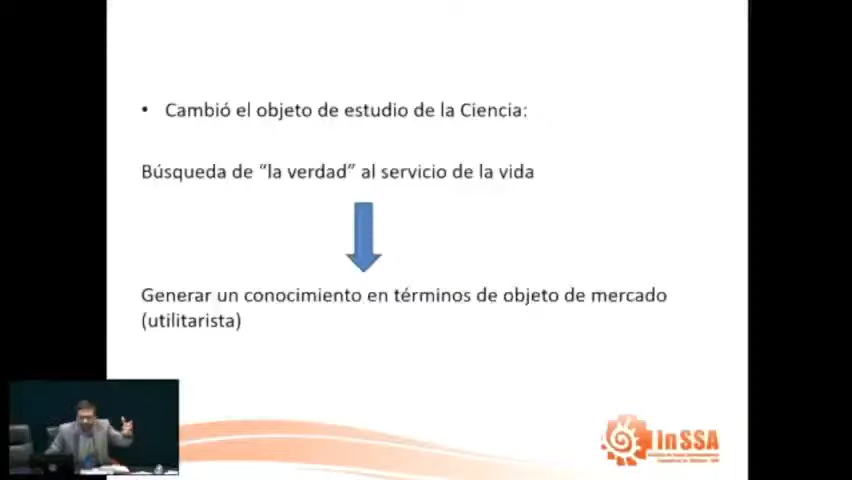 • Cambió el objeto de estudio de la Ciencia:
Búsqueda de “la verdad” al servicio de la vida
Generar un conocimiento en términos de objeto de mercado
(utilitarista)
InSSA